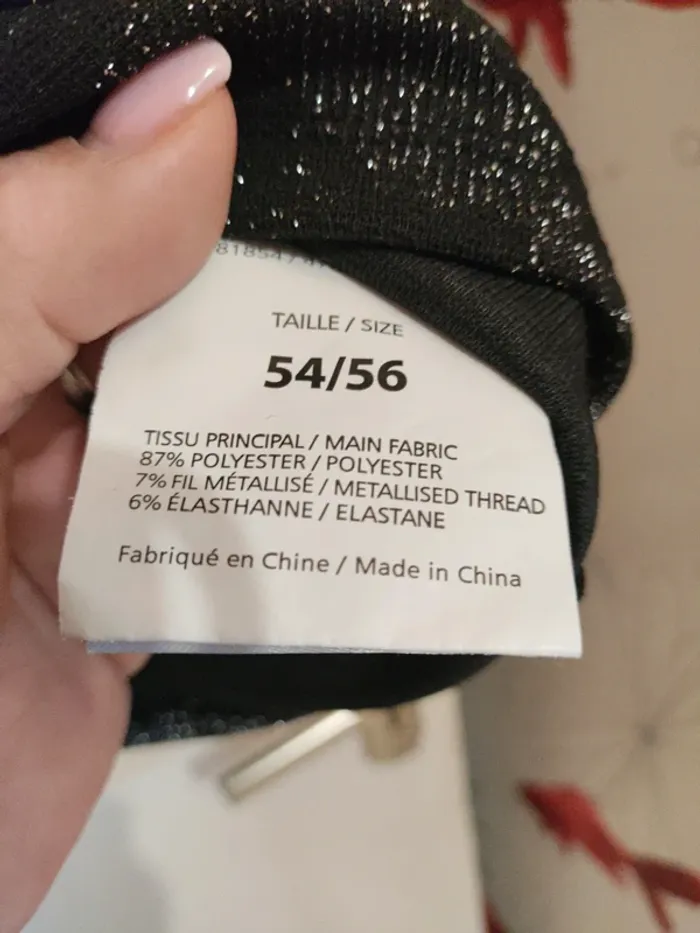 TAILLE / SIZE
54/56
TISSU PRINCIPAL / MAIN FABRIC
87% POLYESTER / POLYESTER
7% FIL MÉTALLISÉ / METALLISED THREAD
6% ÉLASTHANNE / ELASTANE
Fabriqué en Chine / Made in China